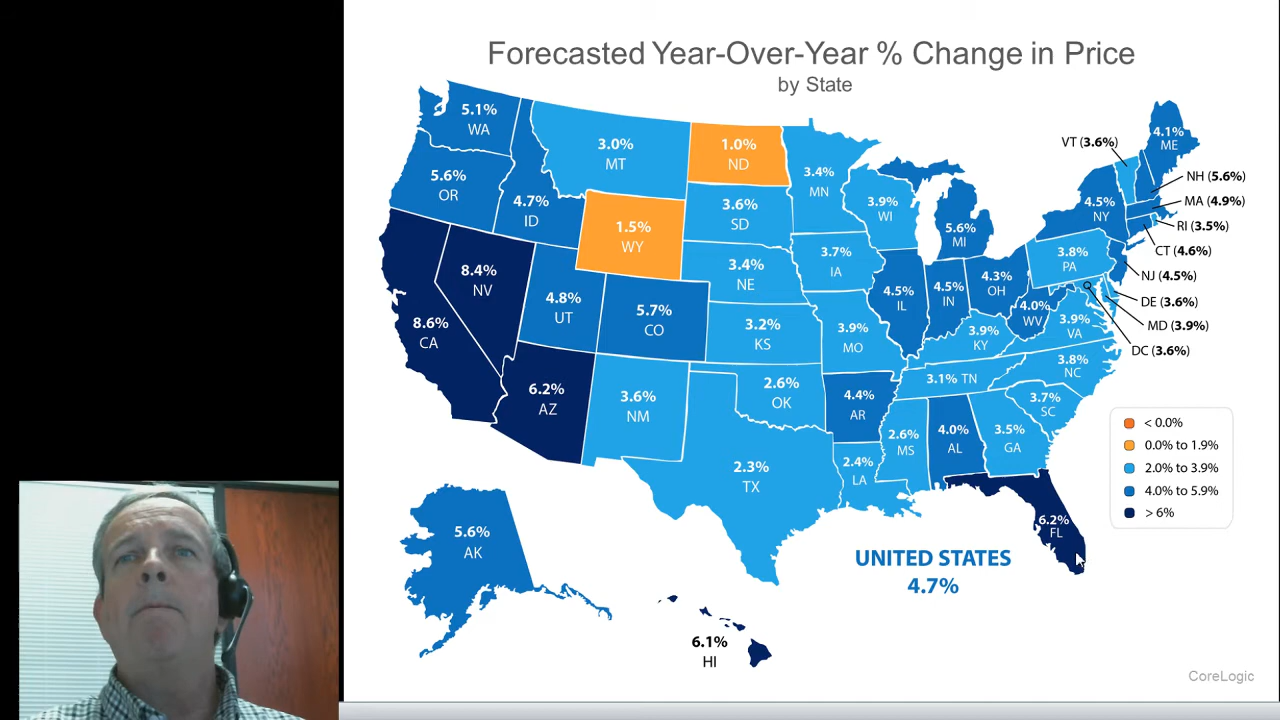 Forecasted Year-Over-Year % Change in Price
by State
5.1%
WA
5.6%
OR
4.7%
ID
3.0%
MT
1.0%
ND
3.4%
MN
3.9%
WI
5.6%
MI
4.5%
NY
VT (3.6%)
4.1%
ME
NH (5.6%)
MA (4.9%)
RI (3.5%)
CT (4.6%)
NJ (4.5%)
DE (3.6%)
MD (3.9%)
DC (3.6%)
1.5%
WY
3.6%
SD
8.4%
NV
8.6%
CA
4.8%
UT
5.7%
CO
3.4%
NE
3.7%
IA
4.5%
IL
4.5%
IN
4.3%
OH
3.8%
PA
4.0%
WV
3.9%
VA
3.2%
KS
3.9%
MO
3.9%
KY
3.8%
NC
3.1% TN
3.7%
SC
6.2%
AZ
3.6%
NM
2.6%
OK
4.4%
AR
2.6%
MS
4.0%
AL
3.5%
GA
2.3%
TX
2.4%
LA
6.2%
FL
5.6%
AK
6.1%
HI
< 0.0%
0.0% to 1.9%
2.0% to 3.9%
4.0% to 5.9%
> 6%
UNITED STATES
4.7%
CoreLogic